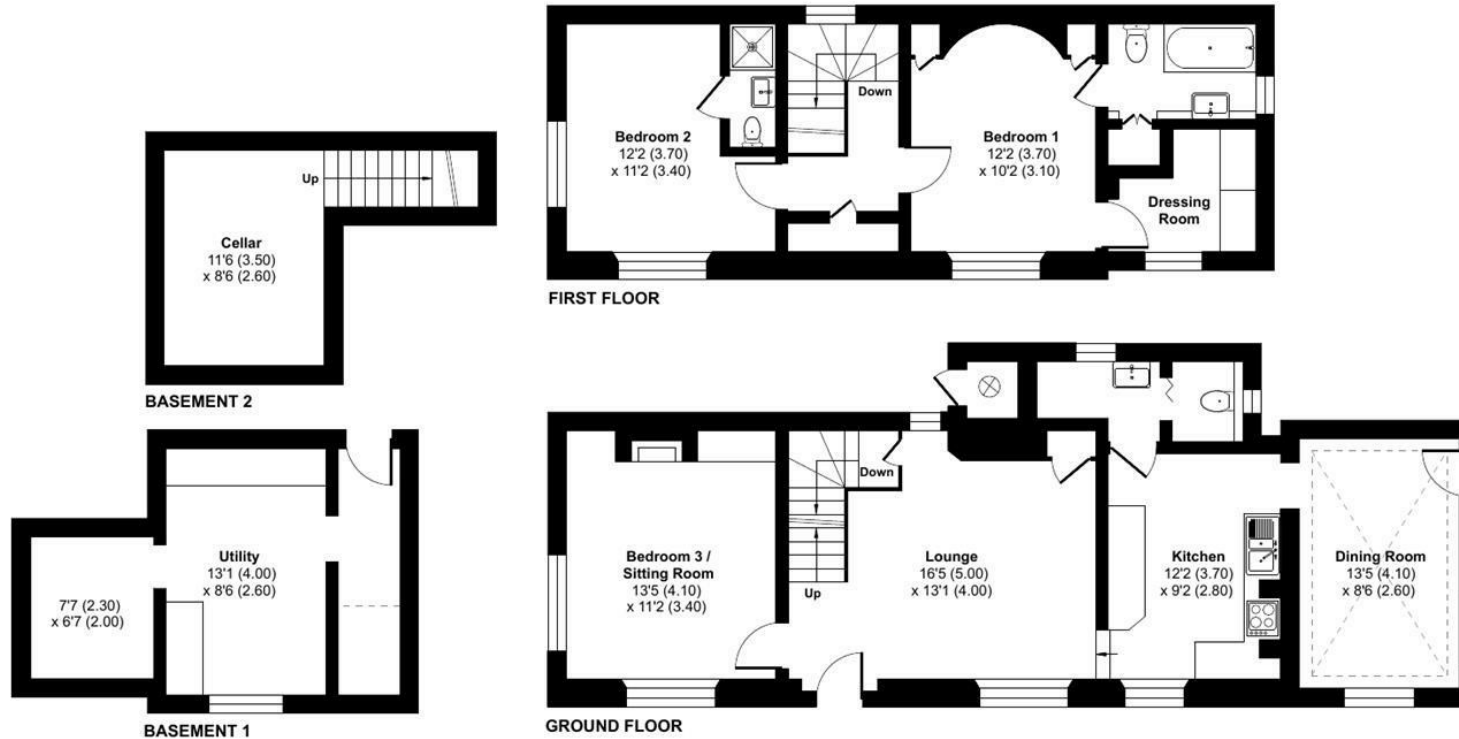 Bedroom 2
12'2 (3.70)
x 11'2 (3.40)
Down
Bedroom 1
12'2 (3.70)
x 10'2 (3.10)
Dressing
Room
FIRST FLOOR
Up
Cellar
11'6 (3.50)
x 8'6 (2.60)
BASEMENT 2
Utility
13'1 (4.00)
x 8'6 (2.60)
7'7 (2.30)
x 6'7 (2.00)
BASEMENT 1
Down
Bedroom 3 /
Sitting Room
13'5 (4.10)
x 11'2 (3.40)
Up
Lounge
16'5 (5.00)
x 13'1 (4.00)
Kitchen
12'2 (3.70)
x 9'2 (2.80)
Dining Room
13'5 (4.10)
x 8'6 (2.60)
GROUND FLOOR